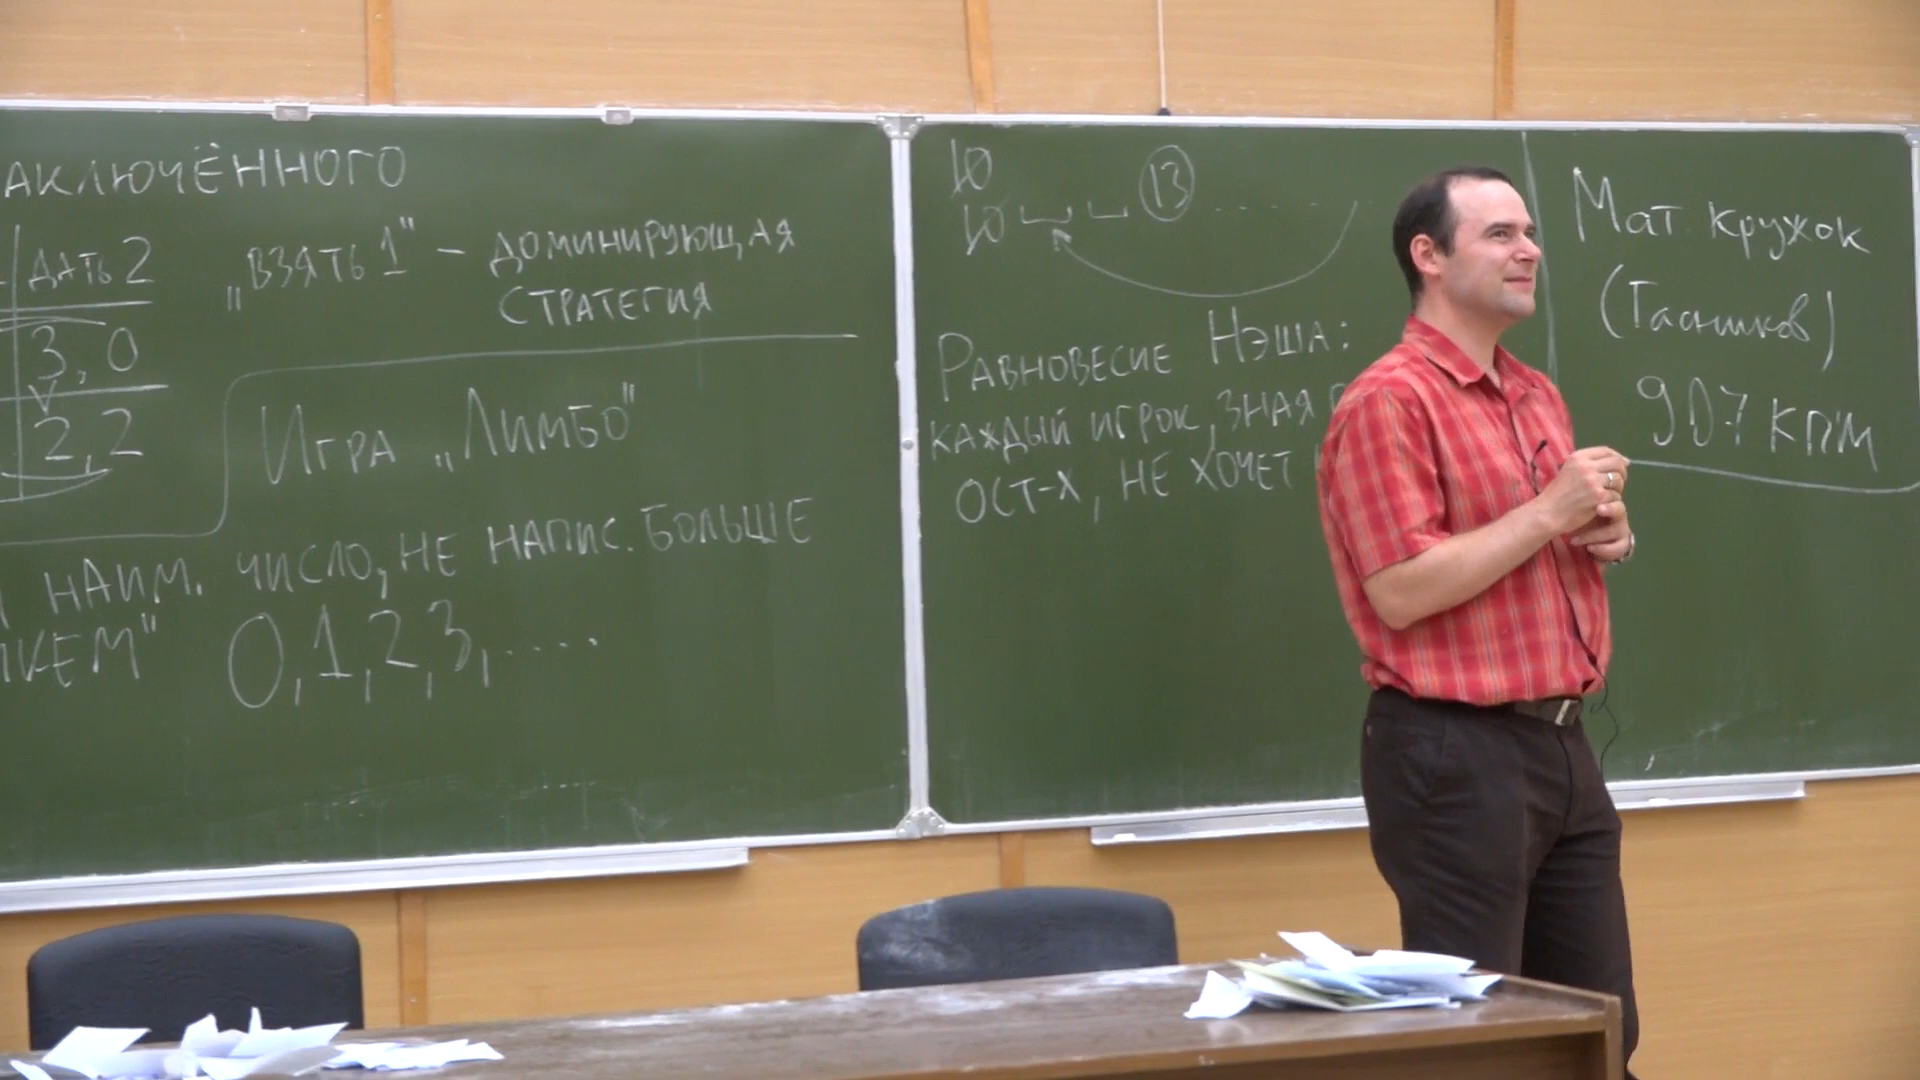 АКЛЮЧЁННОГО
ДАТЬ 2
3, 0
2, 2
„ВЗЯТЬ 1" – ДОМИНИРУЮЩАЯ
СТРАТЕГИЯ
ИГРА „ЛИМБО"
НАИМ. ЧИСЛО, НЕ НАПИС. БОЛЬШЕ
КЕМ" 0, 1, 2, 3, .....
10
10 13
РАВНОВЕСИЕ НЭША:
КАЖДЫЙ ИГРОК, ЗНАЯ
ОСТ-Х, НЕ ХОЧЕТ
Мат. кружок
907 КПМ